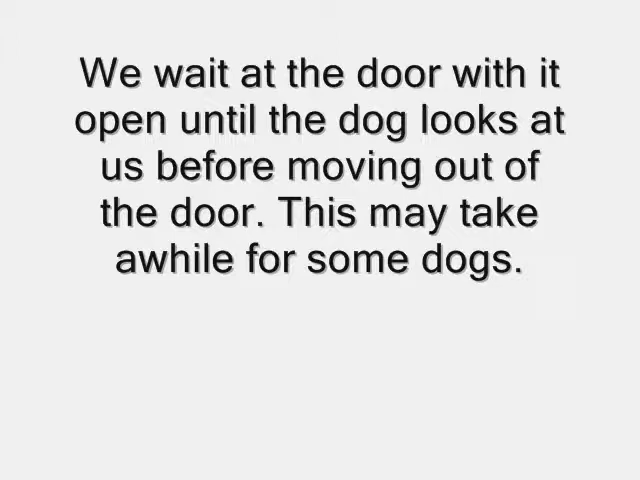 We wait at the door with it
open until the dog looks at
us before moving out of
the door. This may take
awhile for some dogs.